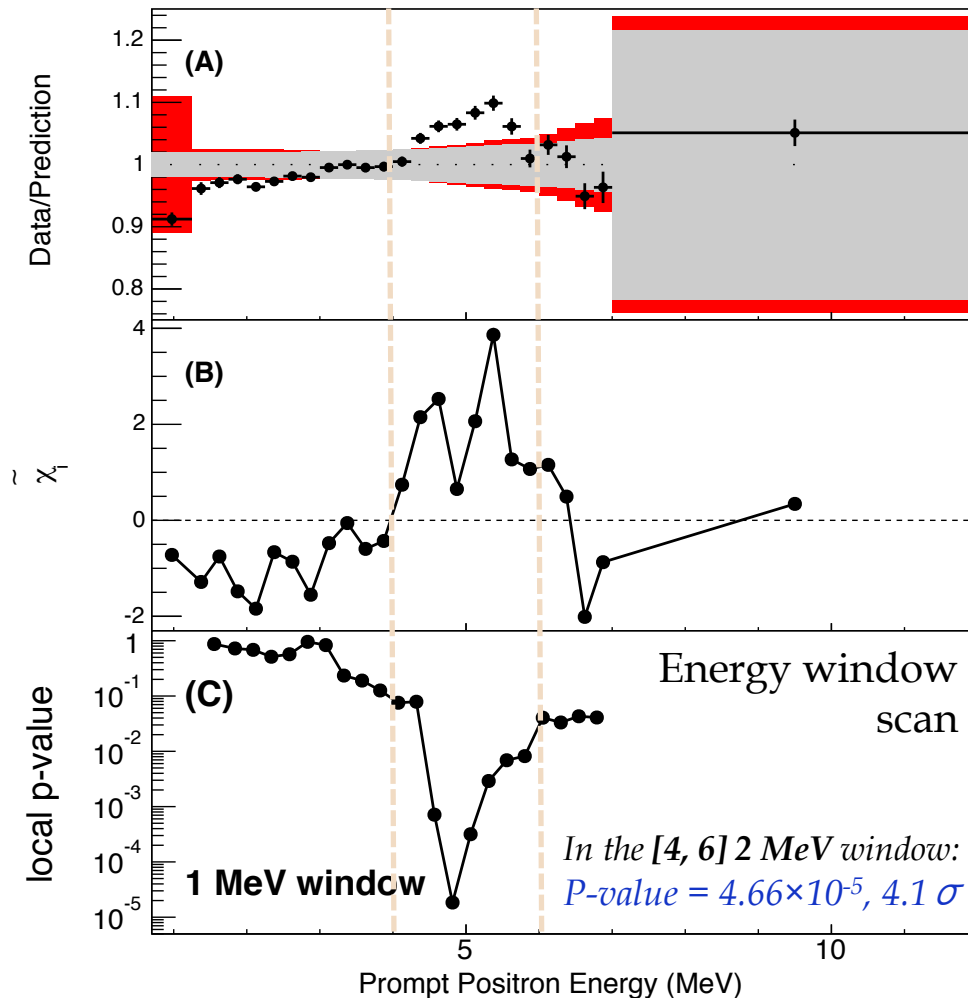 1.2
(A)
1.1
1
0.9
0.8
Data/Prediction
4
(B)
2
0
-2
χ̃ᵢ
1
10⁻¹
(C)
10⁻²
10⁻³
10⁻⁴
10⁻⁵
local p-value
Energy window
scan
1 MeV window
In the [4, 6] 2 MeV window:
P-value = 4.66×10⁻⁵, 4.1 σ
5
10
Prompt Positron Energy (MeV)